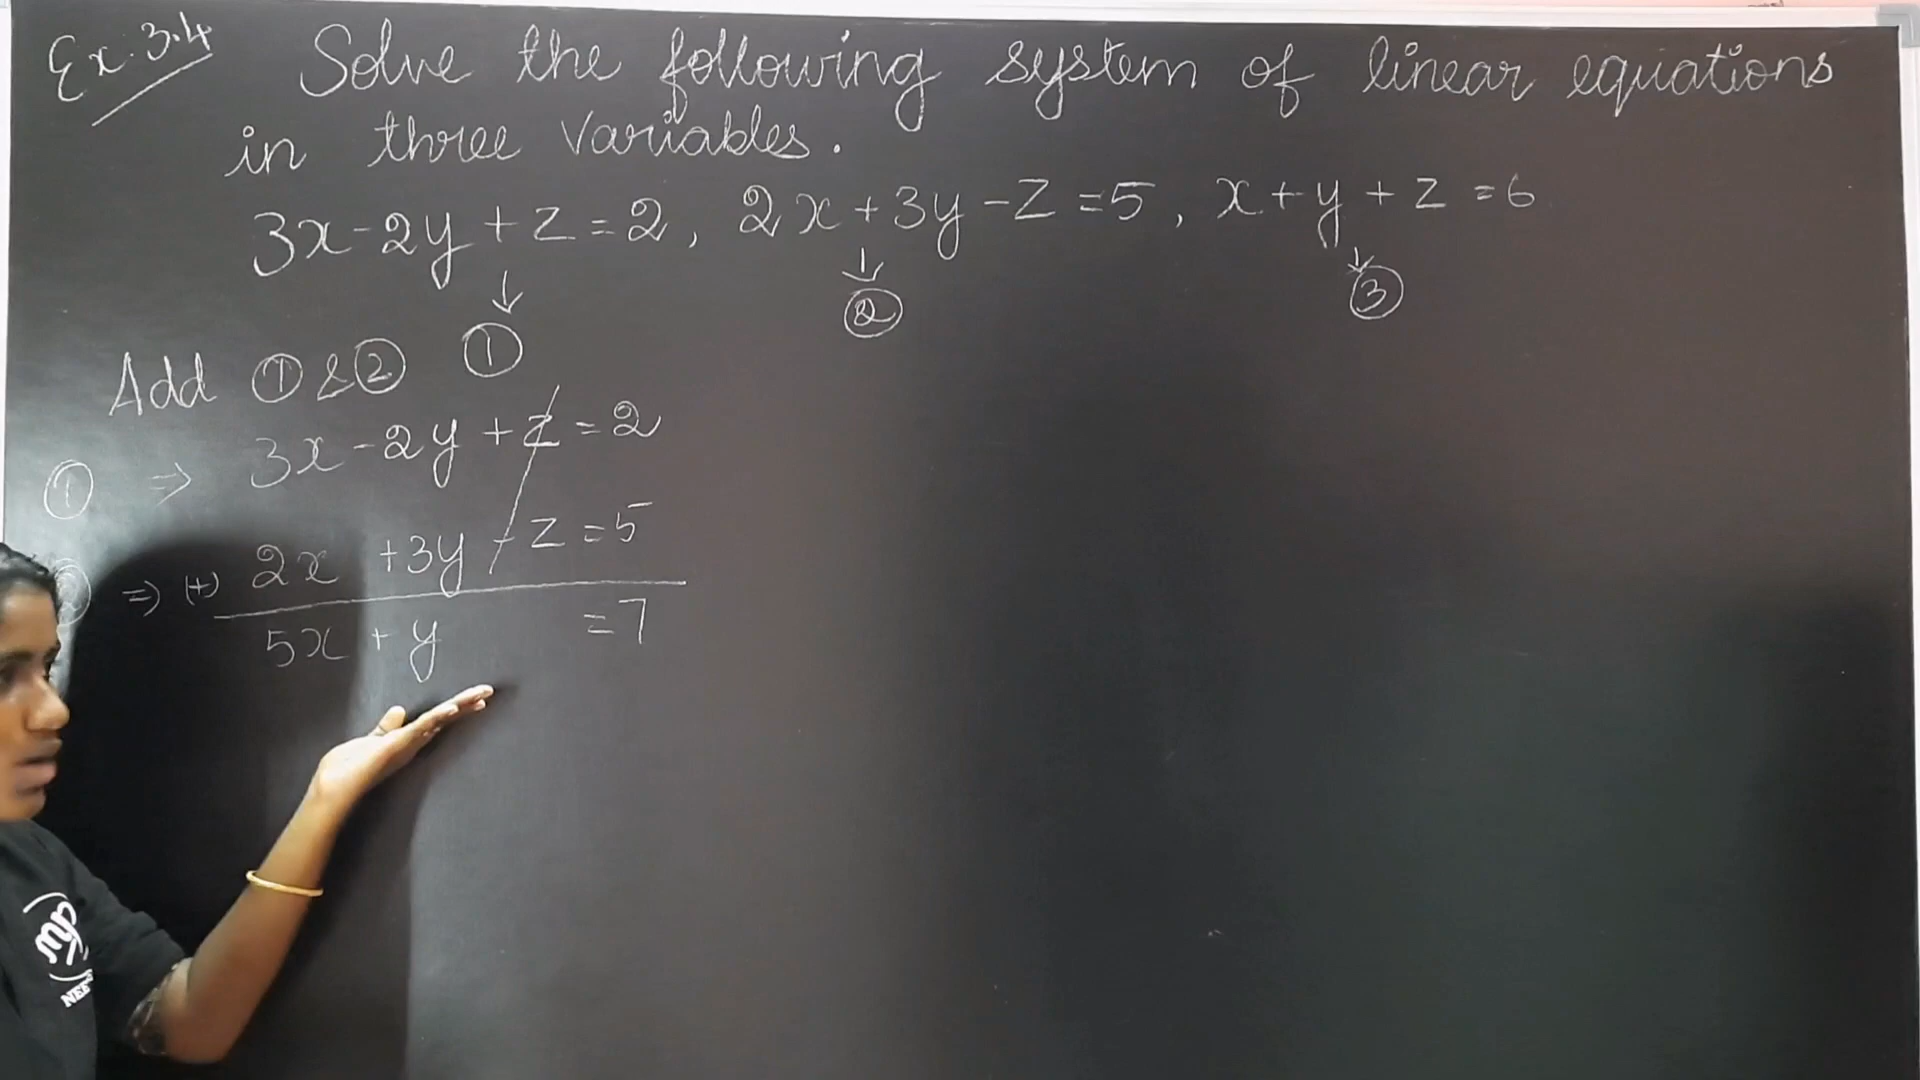 Ex. 3.4 Solve the following system of linear equations
in three variables.
3x-2y+z=2, 2x+3y-z=5, x+y+z=6
↓ ① ↓ ② ↓ ③
Add ① & ②
① ⇒ 3x-2y+z=2
② ⇒ (+) 2x+3y-z=5
5x+y =7